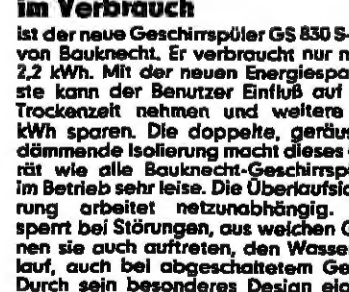 im Verbrauch
ist der neue Geschirrspüler GS 830 S-
von Bauknecht. Er verbraucht nur n
2,2 kWh. Mit der neuen Energiespa
ste kann der Benutzer Einfluß auf
Trockenzeit nehmen und weitere
kWh sparen. Die doppelte, geräus
dämmende Isolierung macht dieses
rät wie alle Bauknecht-Geschirrsp
im Betrieb sehr leise. Die Überlaufsic
rung arbeitet netzunabhängig.
sperrt bei Störungen, aus welchen G
nen sie auch auftreten, den Wasse
lauf, auch bei abgeschaltetem Ge
Durch sein besonderes Design eig